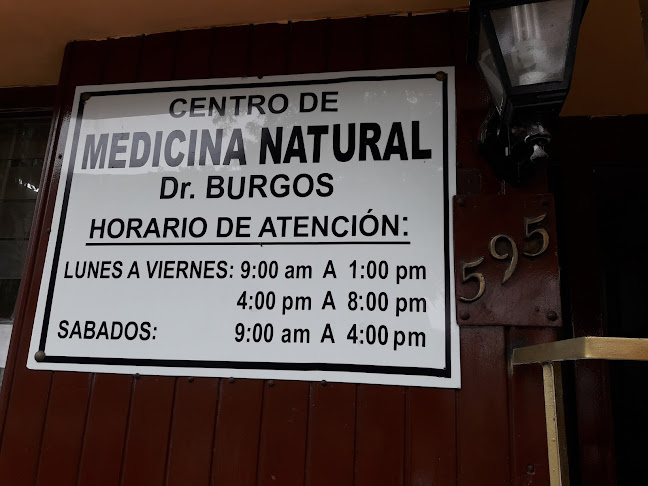 CENTRO DE
MEDICINA NATURAL
Dr. BURGOS
HORARIO DE ATENCIÓN:
LUNES A VIERNES: 9:00 am A 1:00 pm
4:00 pm A 8:00 pm
SABADOS: 9:00 am A 4:00 pm
595